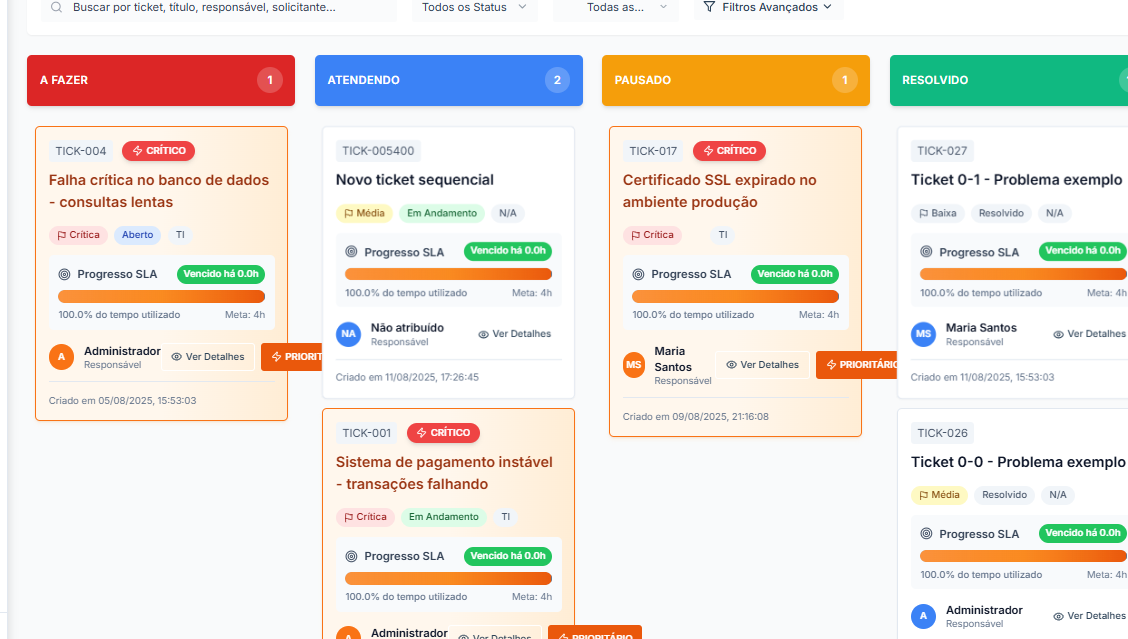 Buscar por ticket, título, responsável, solicitante...
Todos os Status
Todas as...
Filtros Avançados
A FAZER
1
TICK-004
CRÍTICO
Falha crítica no banco de dados
- consultas lentas
Crítica
Aberto
TI
Progresso SLA
Vencido há 0.0h
100.0% do tempo utilizado
Meta: 4h
A
Administrador
Responsável
Ver Detalhes
PRIORIT
Criado em 05/08/2025, 15:53:03
ATENDENDO
2
TICK-005400
Novo ticket sequencial
Média
Em Andamento
N/A
Progresso SLA
Vencido há 0.0h
100.0% do tempo utilizado
Meta: 4h
NA
Não atribuído
Responsável
Ver Detalhes
Criado em 11/08/2025, 17:26:45
TICK-001
CRÍTICO
Sistema de pagamento instável
- transações falhando
Crítica
Em Andamento
TI
Progresso SLA
Vencido há 0.0h
100.0% do tempo utilizado
Meta: 4h
A
Administrador
Ver Detalhes
PRIORITÁRIO
PAUSADO
1
TICK-017
CRÍTICO
Certificado SSL expirado no
ambiente produção
Crítica
TI
Progresso SLA
Vencido há 0.0h
100.0% do tempo utilizado
Meta: 4h
MS
Maria
Santos
Responsável
Ver Detalhes
PRIORITÁRIO
Criado em 09/08/2025, 21:16:08
RESOLVIDO
TICK-027
Ticket 0-1 - Problema exemplo
Baixa
Resolvido
N/A
Progresso SLA
Vencido há 0.0h
100.0% do tempo utilizado
Meta: 4h
MS
Maria Santos
Responsável
Ver Detalhes
Criado em 11/08/2025, 15:53:03
TICK-026
Ticket 0-0 - Problema exemplo
Média
Resolvido
N/A
Progresso SLA
Vencido há 0.0h
100.0% do tempo utilizado
Meta: 4h
A
Administrador
Responsável
Ver Detalhes